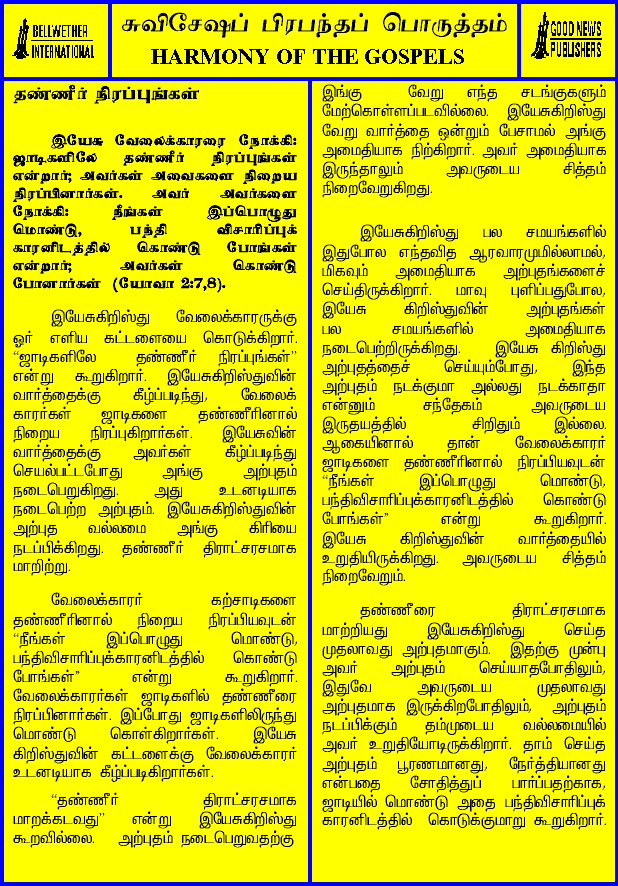 BELLWETHER
INTERNATIONAL
சுவிசேஷப் பிரபந்தப் பொருத்தம்
HARMONY OF THE GOSPELS
GOOD NEWS
PUBLISHERS
தண்ணீர் நிரப்புங்கள்
இயேசு வேலைக்காரரை நோக்கி:
ஜாடிகளிலே தண்ணீர் நிரப்புங்கள்
என்றார்; அவர்கள் அவைகளை நிறைய
நிரப்பினார்கள். அவர் அவர்களை
நோக்கி: நீங்கள் இப்பொழுது
மொண்டு, பந்தி விசாரிப்புக்
காரனிடத்தில் கொண்டு போங்கள்
என்றார்; அவர்கள் கொண்டு
போனார்கள் (யோவா 2:7,8).
இயேசுகிறிஸ்து வேலைக்காரருக்கு
ஓர் எளிய கட்டளையை கொடுக்கிறார்.
“ஜாடிகளிலே தண்ணீர் நிரப்புங்கள்”
என்று கூறுகிறார். இயேசுகிறிஸ்துவின்
வார்த்தைக்கு கீழ்ப்படிந்து, வேலைக்
காரர்கள் ஜாடிகளை தண்ணீரினால்
நிறைய நிரப்புகிறார்கள். இயேசுவின்
வார்த்தைக்கு அவர்கள் கீழ்ப்படிந்து
செயல்பட்டபோது அங்கு அற்புதம்
நடைபெறுகிறது. அது உடனடியாக
நடைபெற்ற அற்புதம். இயேசுகிறிஸ்துவின்
அற்புத வல்லமை அங்கு கிரியை
நடப்பிக்கிறது. தண்ணீர் திராட்சரசமாக
மாறிற்று.
வேலைக்காரர் கற்சாடிகளை
தண்ணீரினால் நிறைய நிரப்பியவுடன்
“நீங்கள் இப்பொழுது மொண்டு,
பந்திவிசாரிப்புக்காரனிடத்தில் கொண்டு
போங்கள்” என்று கூறுகிறார்.
வேலைக்காரர்கள் ஜாடிகளில் தண்ணீரை
நிரப்பினார்கள். இப்போது ஜாடிகளிலிருந்து
மொண்டு கொள்கிறார்கள். இயேசு
கிறிஸ்துவின் கட்டளைக்கு வேலைக்காரர்
உடனடியாக கீழ்ப்படிகிறார்கள்.
“தண்ணீர் திராட்சரசமாக
மாறக்கடவது” என்று இயேசுகிறிஸ்து
கூறவில்லை. அற்புதம் நடைபெறுவதற்கு
இங்கு வேறு எந்த சடங்குகளும்
மேற்கொள்ளப்படவில்லை. இயேசுகிறிஸ்து
வேறு வார்த்தை ஒன்றும் பேசாமல் அங்கு
அமைதியாக நிற்கிறார். அவர் அமைதியாக
இருந்தாலும் அவருடைய சித்தம்
நிறைவேறுகிறது.
இயேசுகிறிஸ்து பல சமயங்களில்
இதுபோல எந்தவித ஆரவாரமுமில்லாமல்,
மிகவும் அமைதியாக அற்புதங்களைச்
செய்திருக்கிறார். மாவு புளிப்பதுபோல,
இயேசு கிறிஸ்துவின் அற்புதங்கள்
பல சமயங்களில் அமைதியாக
நடைபெற்றிருக்கிறது. இயேசு கிறிஸ்து
அற்புதத்தைச் செய்யும்போது, இந்த
அற்புதம் நடக்குமா அல்லது நடக்காதா
என்னும் சந்தேகம் அவருடைய
இருதயத்தில் சிறிதும் இல்லை.
ஆகையினால் தான் வேலைக்காரர்
ஜாடிகளை தண்ணீரினால் நிரப்பியவுடன்
“நீங்கள் இப்பொழுது மொண்டு,
பந்திவிசாரிப்புக்காரனிடத்தில் கொண்டு
போங்கள்” என்று கூறுகிறார்.
இயேசு கிறிஸ்துவின் வார்த்தையில்
உறுதியிருக்கிறது. அவருடைய சித்தம்
நிறைவேறும்.
தண்ணீரை திராட்சரசமாக
மாற்றியது இயேசுகிறிஸ்து செய்த
முதலாவது அற்புதமாகும். இதற்கு முன்பு
அவர் அற்புதம் செய்யாதபோதிலும்,
இதுவே அவருடைய முதலாவது
அற்புதமாக இருக்கிறபோதிலும், அற்புதம்
நடப்பிக்கும் தம்முடைய வல்லமையில்
அவர் உறுதியோடிருக்கிறார். தாம் செய்த
அற்புதம் பூரணமானது, நேர்த்தியானது
என்பதை சோதித்துப் பார்ப்பதற்காக,
ஜாடியில் மொண்டு அதை பந்திவிசாரிப்புக்
காரனிடத்தில் கொடுக்குமாறு கூறுகிறார்.